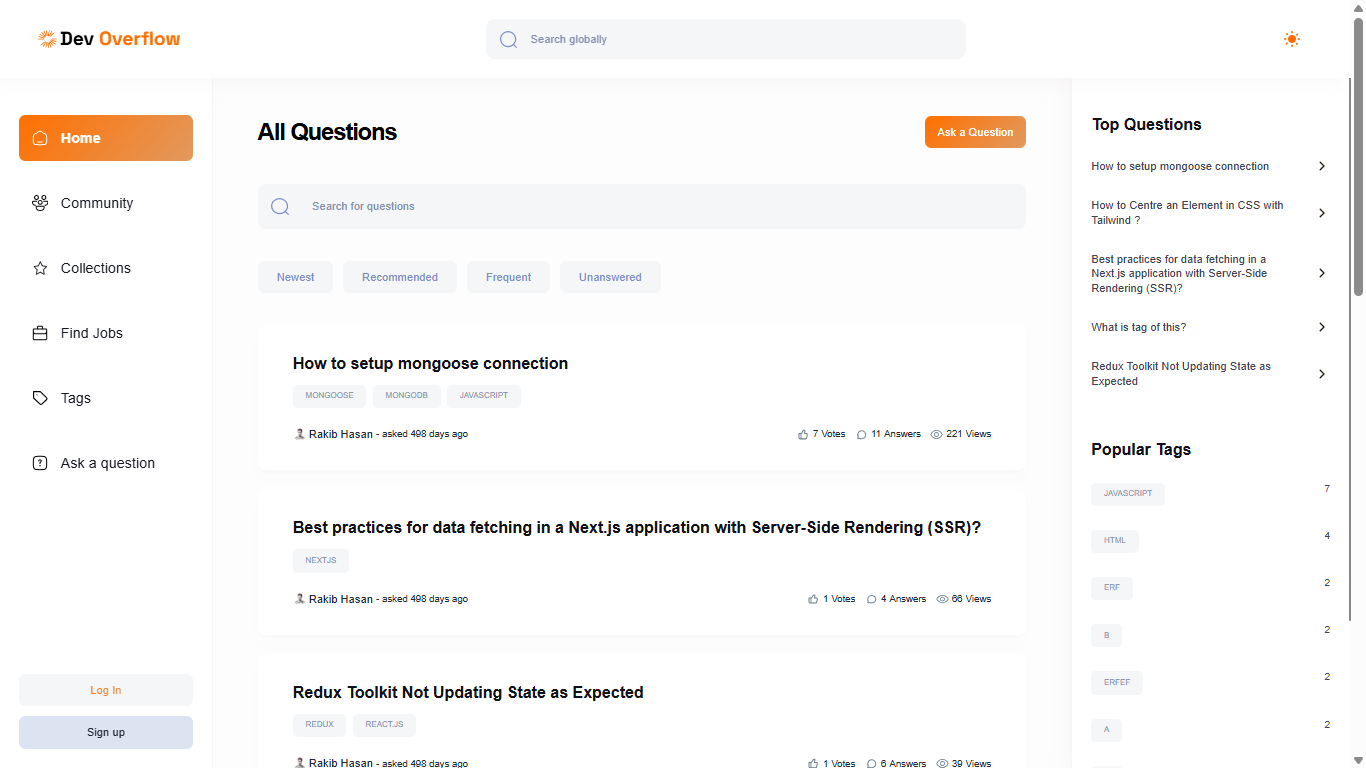 Dev Overflow
Search globally
Home
Community
Collections
Find Jobs
Tags
Ask a question
Log In
Sign up
All Questions
Ask a Question
Search for questions
Newest
Recommended
Frequent
Unanswered
How to setup mongoose connection
MONGOOSE
MONGODB
JAVASCRIPT
Rakib Hasan - asked 498 days ago
7 Votes
11 Answers
221 Views
Best practices for data fetching in a Next.js application with Server-Side Rendering (SSR)?
NEXTJS
Rakib Hasan - asked 498 days ago
1 Votes
4 Answers
66 Views
Redux Toolkit Not Updating State as Expected
REDUX
REACT.JS
Rakib Hasan - asked 498 days ago
1 Votes
6 Answers
39 Views
Top Questions
How to setup mongoose connection
How to Centre an Element in CSS with
Tailwind ?
Best practices for data fetching in a
Next.js application with Server-Side
Rendering (SSR)?
What is tag of this?
Redux Toolkit Not Updating State as
Expected
Popular Tags
JAVASCRIPT
7
HTML
4
ERF
2
B
2
ERFEF
2
A
2